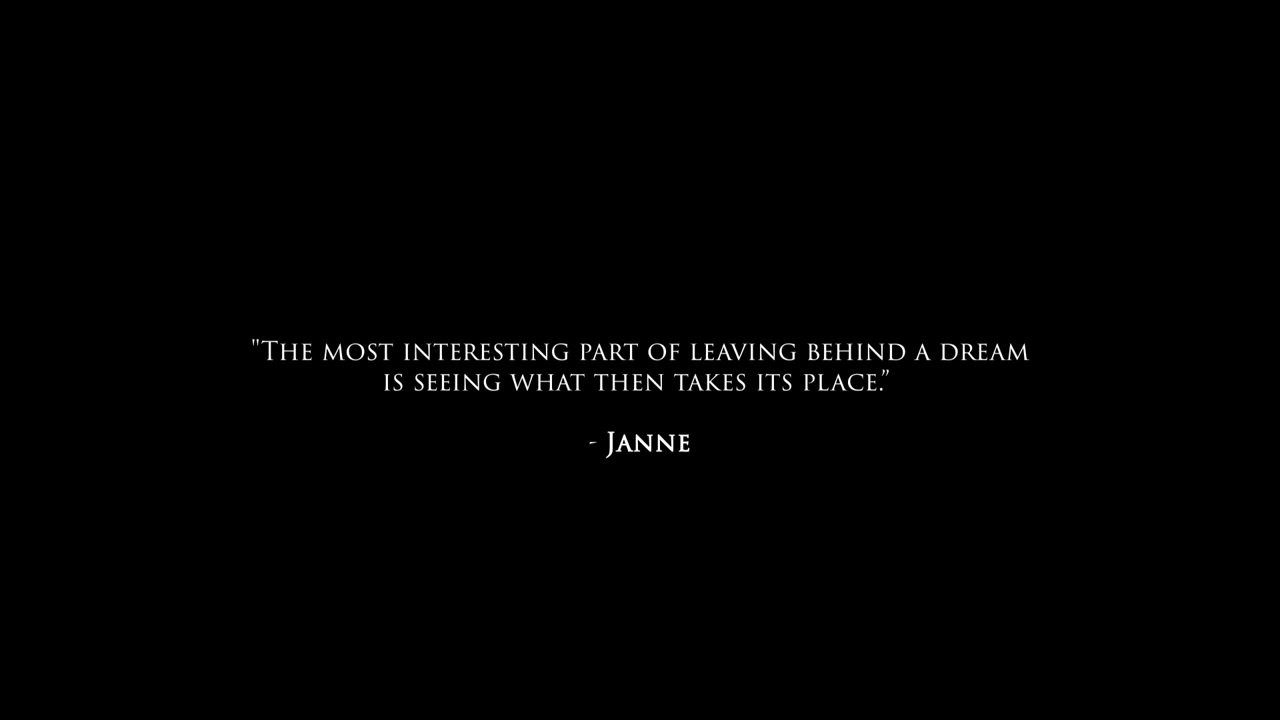 "The most interesting part of leaving behind a dream
is seeing what then takes its place.”
- Janne